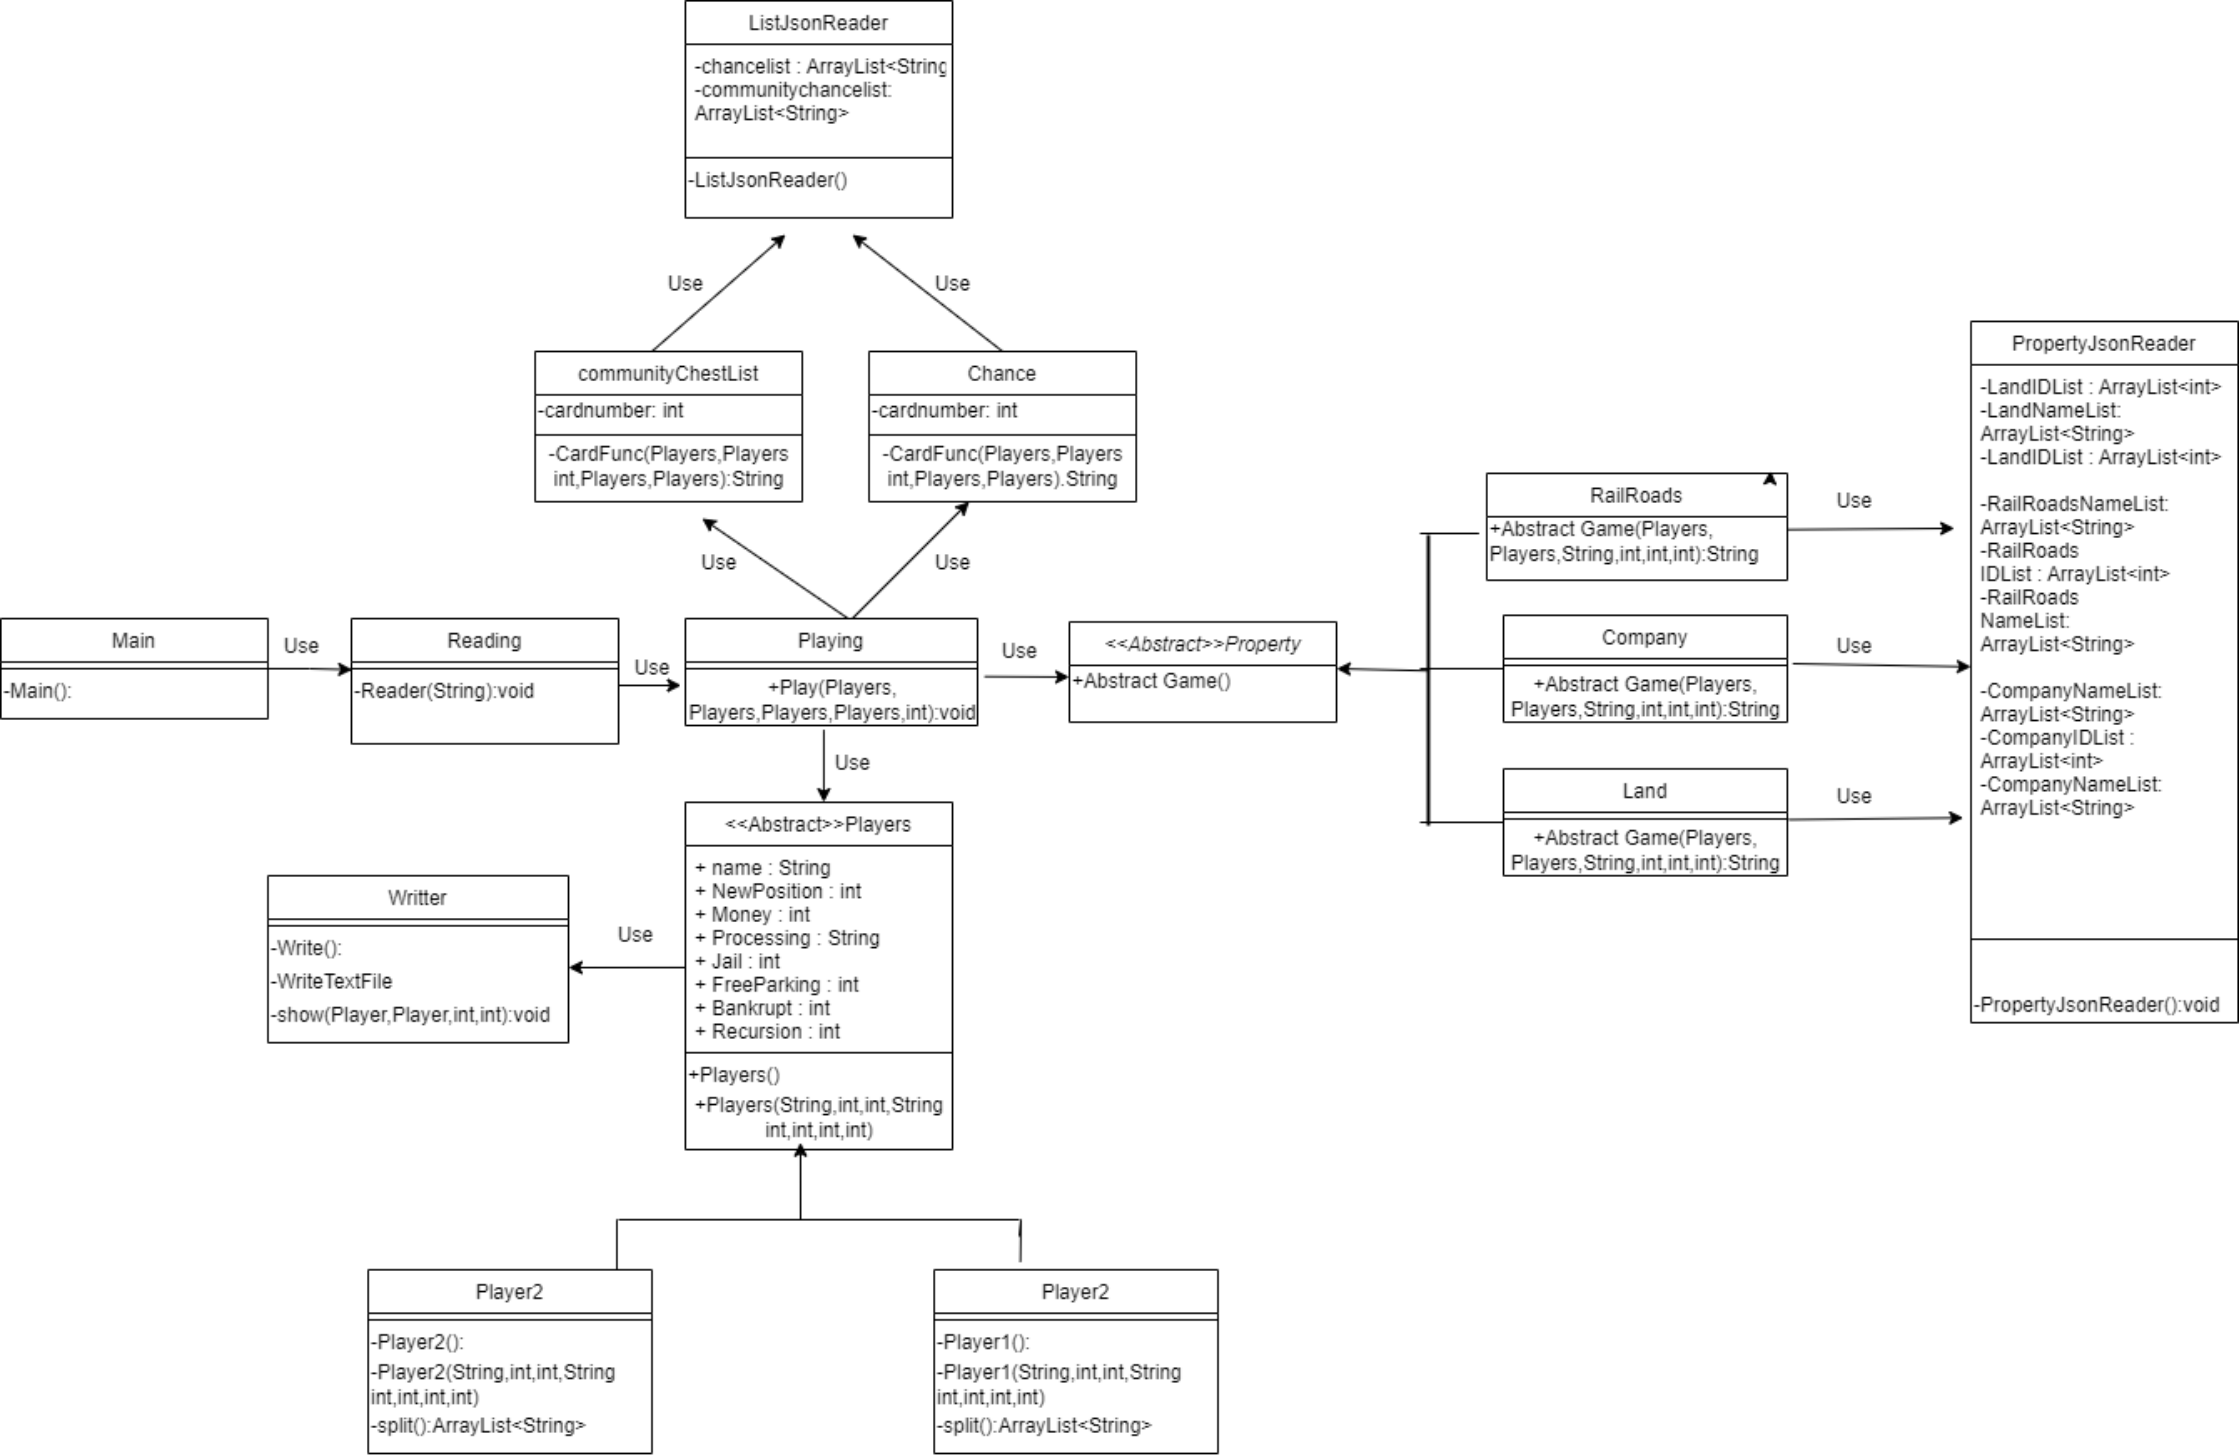 ListJsonReader
-chancelist : ArrayList<String
-communitychancelist:
ArrayList<String>
-ListJsonReader()
Use
Use
communityChestList
-cardnumber: int
-CardFunc(Players,Players
int,Players,Players):String
Chance
-cardnumber: int
-CardFunc(Players,Players
int,Players,Players).String
Use
Use
Main
-Main():
Use
Reading
-Reader(String):void
Use
Playing
+Play(Players,
Players,Players,Players,int):void
Use
<<Abstract>>Property
+Abstract Game()
RailRoads
+Abstract Game(Players,
Players,String,int,int,int):String
Use
Company
+Abstract Game(Players,
Players,String,int,int,int):String
Use
Land
+Abstract Game(Players,
Players,String,int,int,int):String
Use
PropertyJsonReader
-LandIDList : ArrayList<int>
-LandNameList:
ArrayList<String>
-LandIDList : ArrayList<int>
-RailRoadsNameList:
ArrayList<String>
-RailRoads
IDList : ArrayList<int>
-RailRoads
NameList:
ArrayList<String>
-CompanyNameList:
ArrayList<String>
-CompanyIDList :
ArrayList<int>
-CompanyNameList:
ArrayList<String>
-PropertyJsonReader():void
Use
<<Abstract>>Players
+ name : String
+ NewPosition : int
+ Money : int
+ Processing : String
+ Jail : int
+ FreeParking : int
+ Bankrupt : int
+ Recursion : int
+Players()
+Players(String,int,int,String
int,int,int,int)
Use
Writter
-Write():
-WriteTextFile
-show(Player,Player,int,int):void
Player2
-Player2():
-Player2(String,int,int,String
int,int,int,int)
-split():ArrayList<String>
Player2
-Player1():
-Player1(String,int,int,String
int,int,int,int)
-split():ArrayList<String>